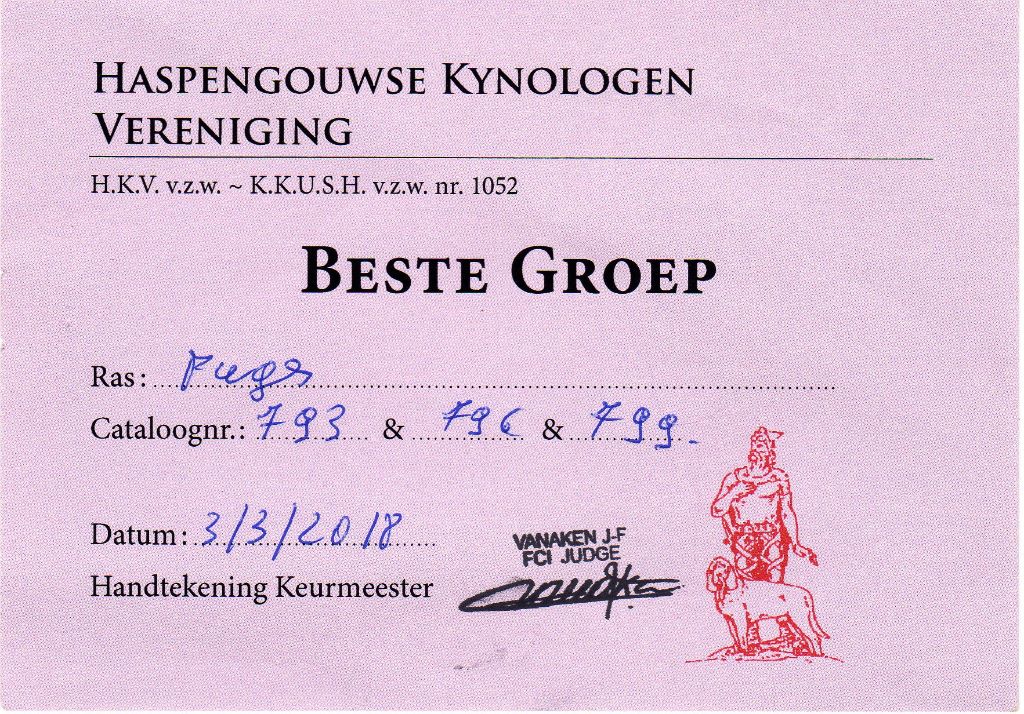 HASPENGOUWSE KYNOLOGEN
VERENIGING
H.K.V. v.z.w. ~ K.K.U.S.H. v.z.w. nr. 1052
BESTE GROEP
Ras: Pugs
Cataloognr.: 793 & 796 & 799.
Datum: 3/3/2018
VANAKEN J-F
FCI JUDGE
Handtekening Keurmeester